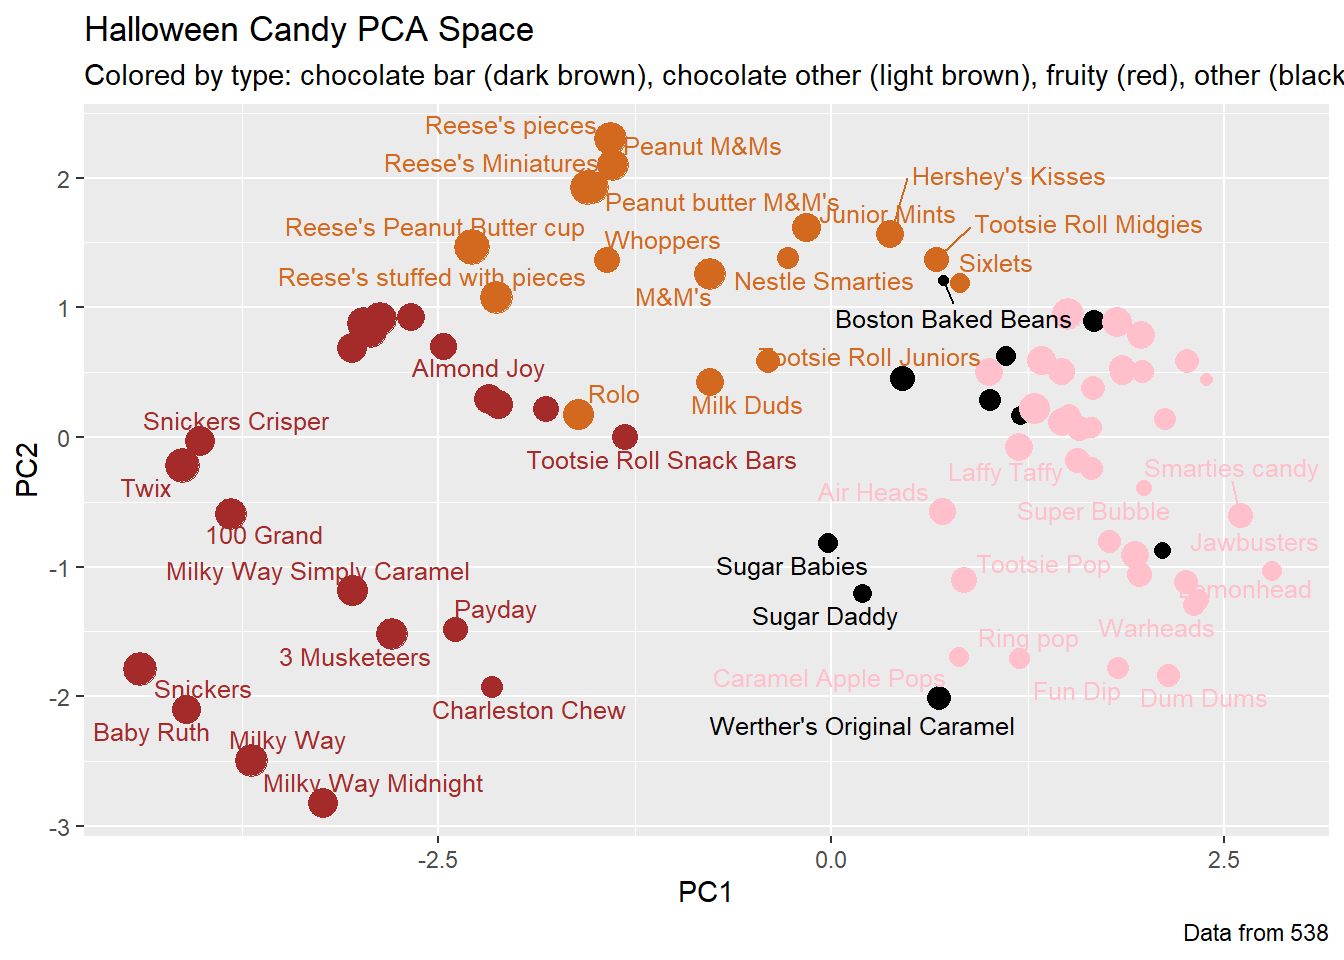 Halloween Candy PCA Space
Colored by type: chocolate bar (dark brown), chocolate other (light brown), fruity (red), other (black
PC2
2
1
0
-1
-2
-3
Reese's pieces
Peanut M&Ms
Reese's Miniatures
Hershey's Kisses
Peanut butter M&M's
Junior Mints
Reese's Peanut Butter cup
Tootsie Roll Midgies
Whoppers
Sixlets
Reese's stuffed with pieces
Nestle Smarties
M&M's
Boston Baked Beans
Almond Joy
Tootsie Roll Juniors
Rolo
Milk Duds
Snickers Crisper
Tootsie Roll Snack Bars
Laffy Taffy
Smarties candy
Twix
Air Heads
Super Bubble
100 Grand
Jawbusters
Milky Way Simply Caramel
Sugar Babies
Tootsie Pop
Lemonhead
Payday
Sugar Daddy
Warheads
3 Musketeers
Ring pop
Snickers
Caramel Apple Pops
Fun Dip
Dum Dums
Charleston Chew
Baby Ruth
Milky Way
Werther's Original Caramel
Milky Way Midnight
-2.5
0.0
2.5
PC1
Data from 538